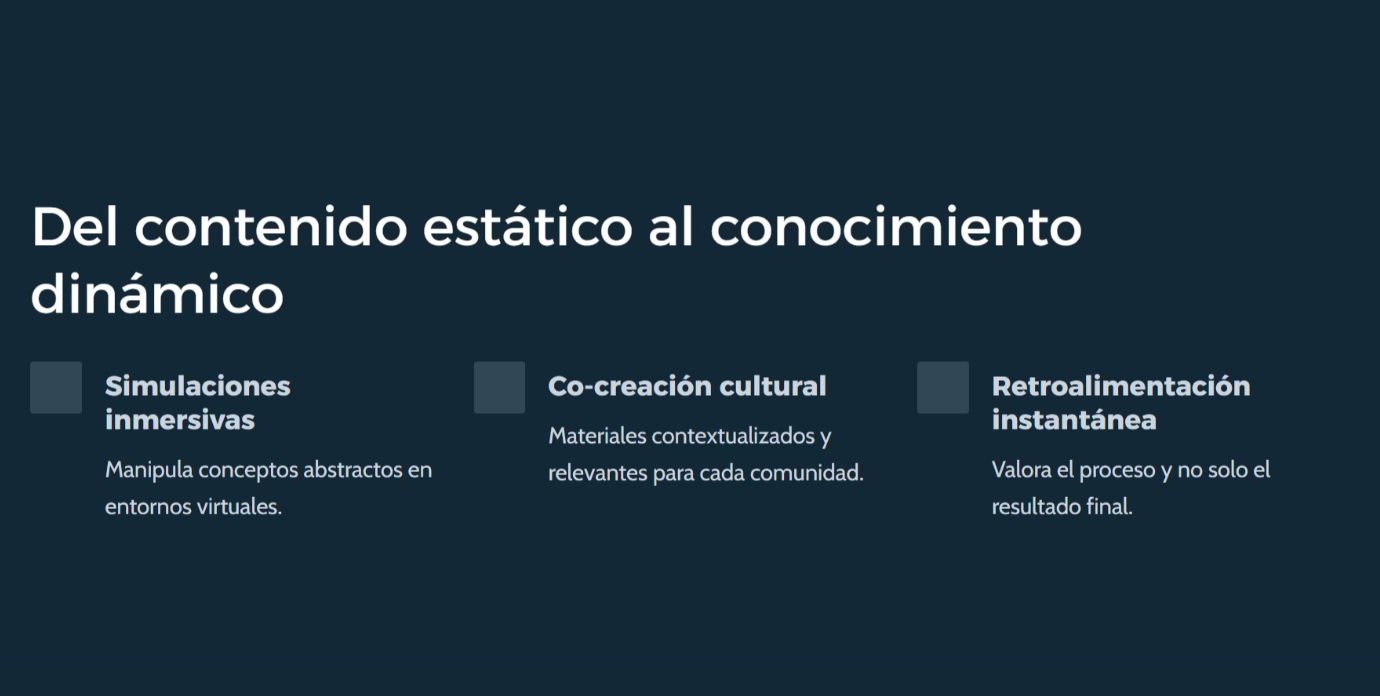 Del contenido estático al conocimiento
dinámico
Simulaciones
inmersivas
Manipula conceptos abstractos en
entornos virtuales.
Co-creación cultural
Materiales contextualizados y
relevantes para cada comunidad.
Retroalimentación
instantánea
Valora el proceso y no solo el
resultado final.